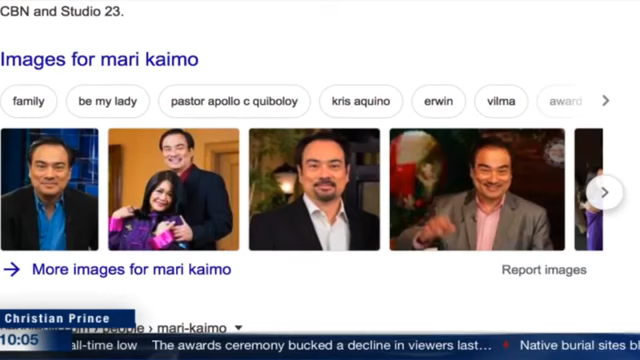 CBN and Studio 23.
Images for mari kaimo
family
be my lady
pastor apollo c quiboloy
kris aquino
erwin
vilma
award
More images for mari kaimo
Report images
Christian Prince
people › mari-kaimo
10:05
all-time low The awards ceremony bucked a decline in viewers last... Native burial sites bl